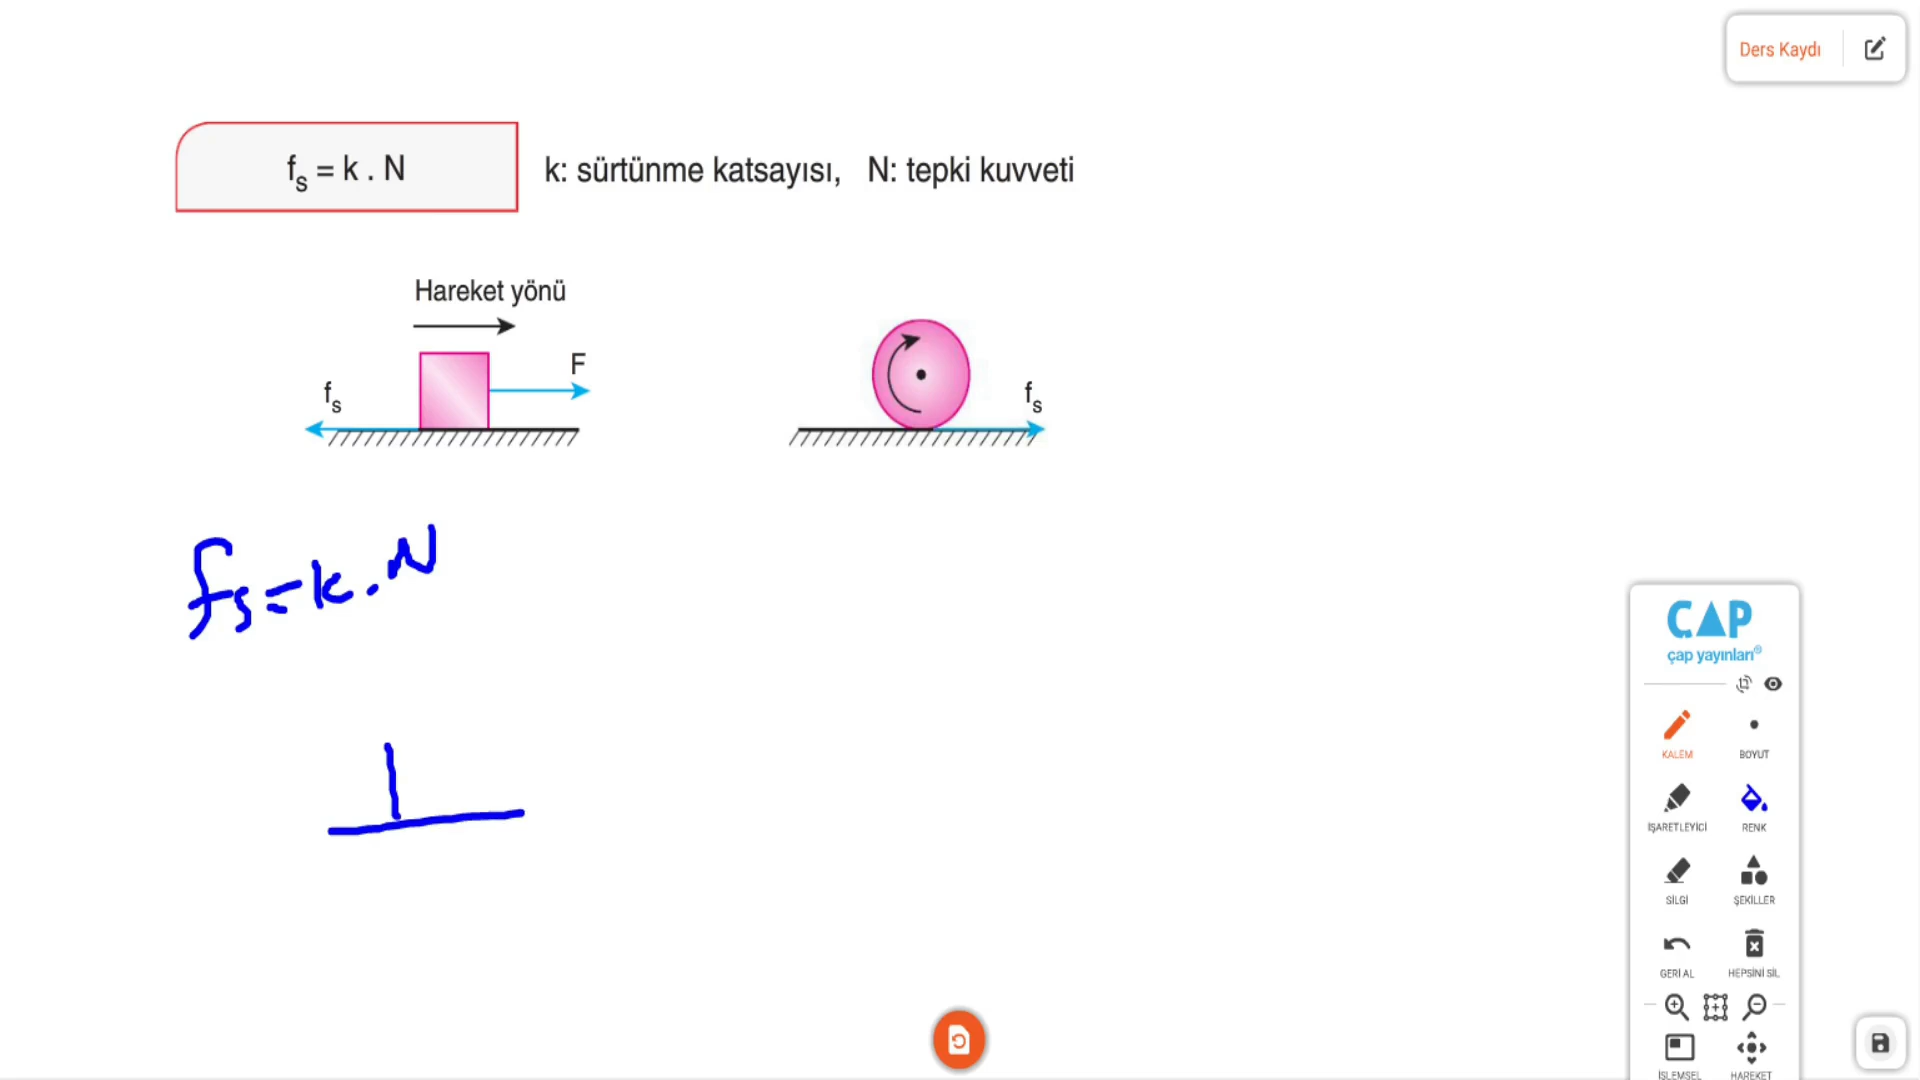 Ders Kaydı
fs = k . N
k: sürtünme katsayısı, N: tepki kuvveti
Hareket yönü
F
fs
fs
fs=k.N
ÇAP
çap yayınları®
KALEM
BOYUT
İŞARETLEYİCİ
RENK
SİLGİ
ŞEKİLLER
GERİ AL
HEPSİNİ SİL
İŞLEMSEL
HAREKET